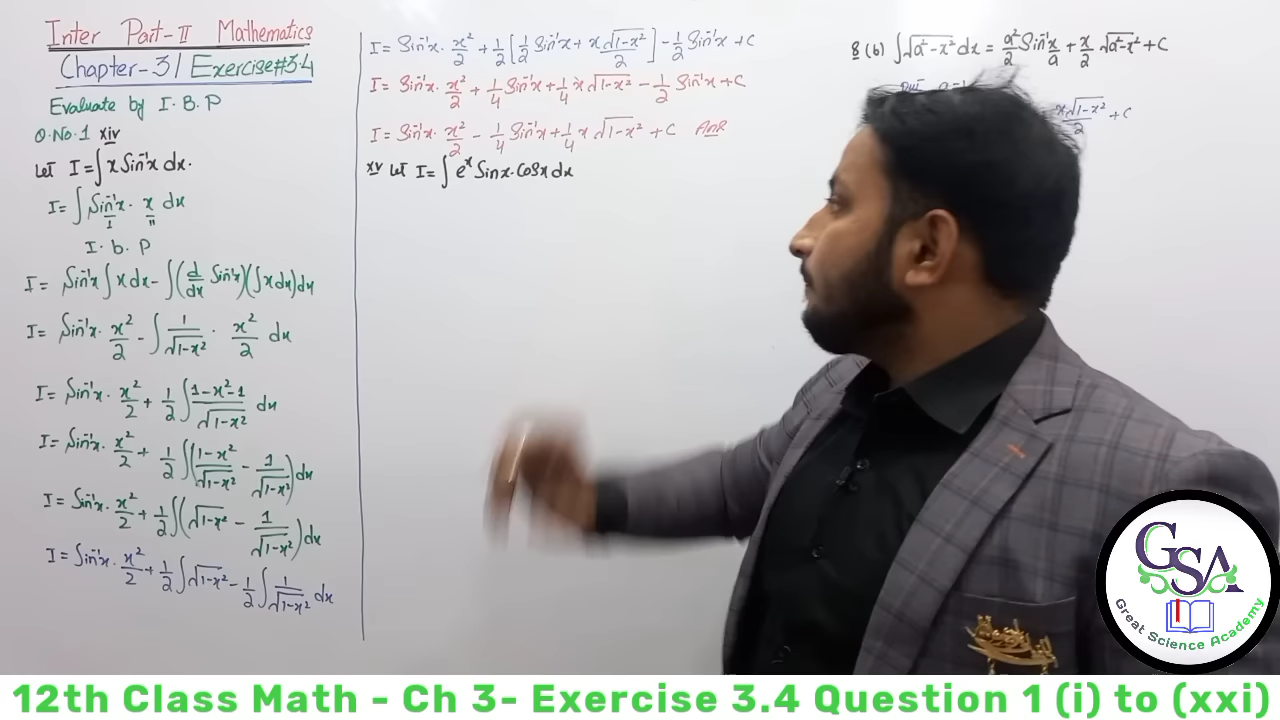 Inter Part-II Mathematics
Chapter-3 / Exercise#3.4
Evaluate by I.B.P
Q.No.1 xiv
Let I=∫x Sin⁻¹x dx.
I = ∫ Sin⁻¹x · x dx
I II
I. b. P
I = Sin⁻¹x ∫x dx − ∫(d/dx Sin⁻¹x)(∫x dx) dx
I = Sin⁻¹x · x²/2 − ∫ 1/√1−x² · x²/2 dx
I = Sin⁻¹x · x²/2 + 1/2 ∫ 1−x²−1/√1−x² dx
I = Sin⁻¹x · x²/2 + 1/2 ∫(1−x²/√1−x² − 1/√1−x²) dx
I = Sin⁻¹x · x²/2 + 1/2 ∫(√1−x² − 1/√1−x²) dx
I = Sin⁻¹x · x²/2 + 1/2 ∫√1−x² − 1/2 ∫ 1/√1−x² dx
I = Sin⁻¹x · x²/2 + 1/2 [1/2 Sin⁻¹x + x√1−x²/2] − 1/2 Sin⁻¹x + C
I = Sin⁻¹x · x²/2 + 1/4 Sin⁻¹x + 1/4 x √1−x² − 1/2 Sin⁻¹x + C
I = Sin⁻¹x · x²/2 − 1/4 Sin⁻¹x + 1/4 x √1−x² + C Ans
xv Let I = ∫ eˣ Sinx. Cosx dx
8 (b) ∫√a²−x² dx = a²/2 Sin⁻¹x/a + x/2 √a²−x² + C
put a=1
x√1−x²/2 + C
GSA
Great Science Academy
12th Class Math - Ch 3- Exercise 3.4 Question 1 (i) to (xxi)